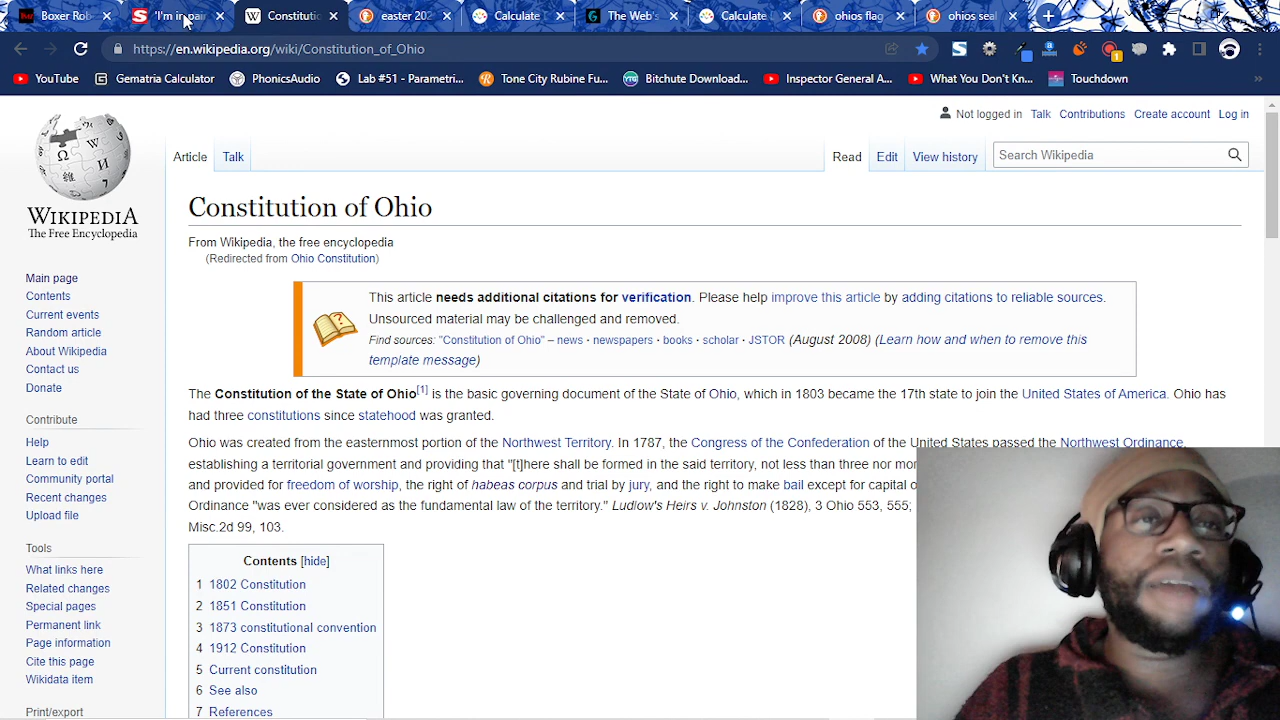 Boxer Rob
'I'm in pain
Constitutio
easter 202
Calculate D
The Web's
Calculate D
ohios flag
ohios seal
https://en.wikipedia.org/wiki/Constitution_of_Ohio
YouTube
Gematria Calculator
PhonicsAudio
Lab #51 - Parametri...
Tone City Rubine Fu...
Bitchute Download...
Inspector General A...
What You Don't Kn...
Touchdown
Not logged in Talk Contributions Create account Log in
Article Talk
Read Edit View history
Search Wikipedia
WIKIPEDIA
The Free Encyclopedia
Main page
Contents
Current events
Random article
About Wikipedia
Contact us
Donate
Contribute
Help
Learn to edit
Community portal
Recent changes
Upload file
Tools
What links here
Related changes
Special pages
Permanent link
Page information
Cite this page
Wikidata item
Print/export
Constitution of Ohio
From Wikipedia, the free encyclopedia
(Redirected from Ohio Constitution)
This article needs additional citations for verification. Please help improve this article by adding citations to reliable sources.
Unsourced material may be challenged and removed.
Find sources: "Constitution of Ohio" – news · newspapers · books · scholar · JSTOR (August 2008) (Learn how and when to remove this
template message)
The Constitution of the State of Ohio[1] is the basic governing document of the State of Ohio, which in 1803 became the 17th state to join the United States of America. Ohio has
had three constitutions since statehood was granted.
Ohio was created from the easternmost portion of the Northwest Territory. In 1787, the Congress of the Confederation of the United States passed the Northwest Ordinance,
establishing a territorial government and providing that "[t]here shall be formed in the said territory, not less than three nor mor
and provided for freedom of worship, the right of habeas corpus and trial by jury, and the right to make bail except for capital o
Ordinance "was ever considered as the fundamental law of the territory." Ludlow's Heirs v. Johnston (1828), 3 Ohio 553, 555;
Misc.2d 99, 103.
Contents [hide]
1 1802 Constitution
2 1851 Constitution
3 1873 constitutional convention
4 1912 Constitution
5 Current constitution
6 See also
7 References